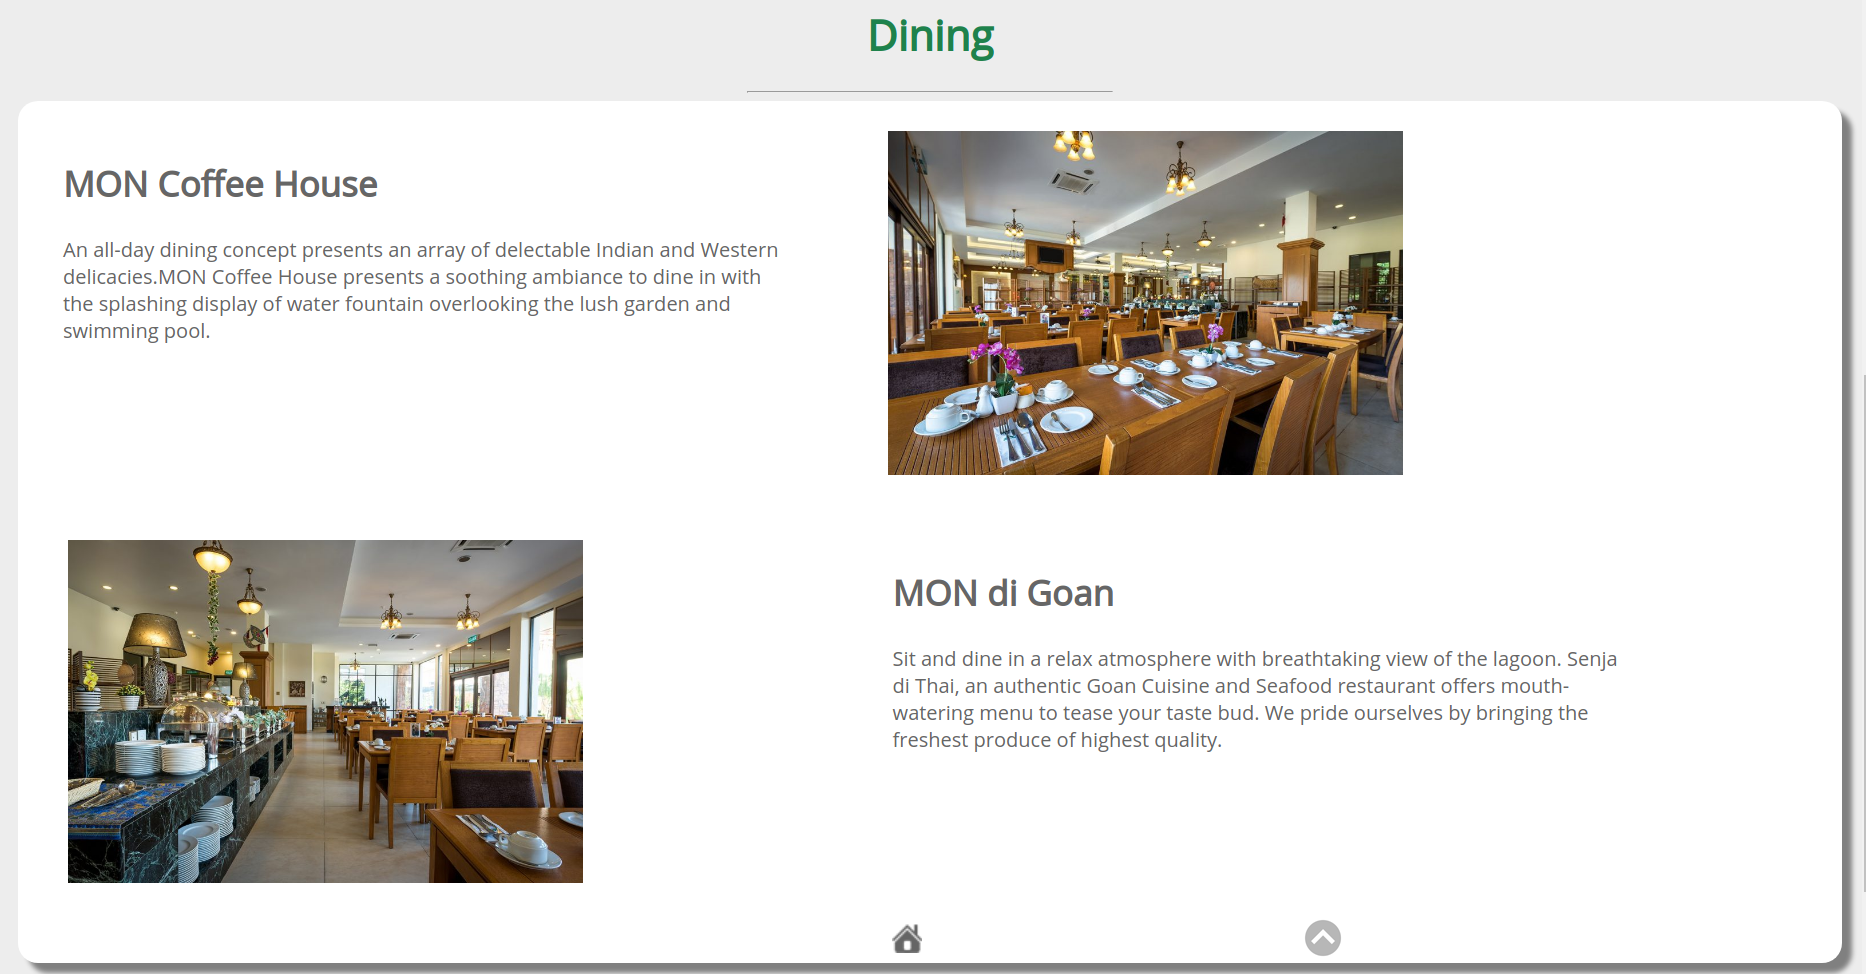 Dining
MON Coffee House
An all-day dining concept presents an array of delectable Indian and Western
delicacies.MON Coffee House presents a soothing ambiance to dine in with
the splashing display of water fountain overlooking the lush garden and
swimming pool.
MON di Goan
Sit and dine in a relax atmosphere with breathtaking view of the lagoon. Senja
di Thai, an authentic Goan Cuisine and Seafood restaurant offers mouth-
watering menu to tease your taste bud. We pride ourselves by bringing the
freshest produce of highest quality.